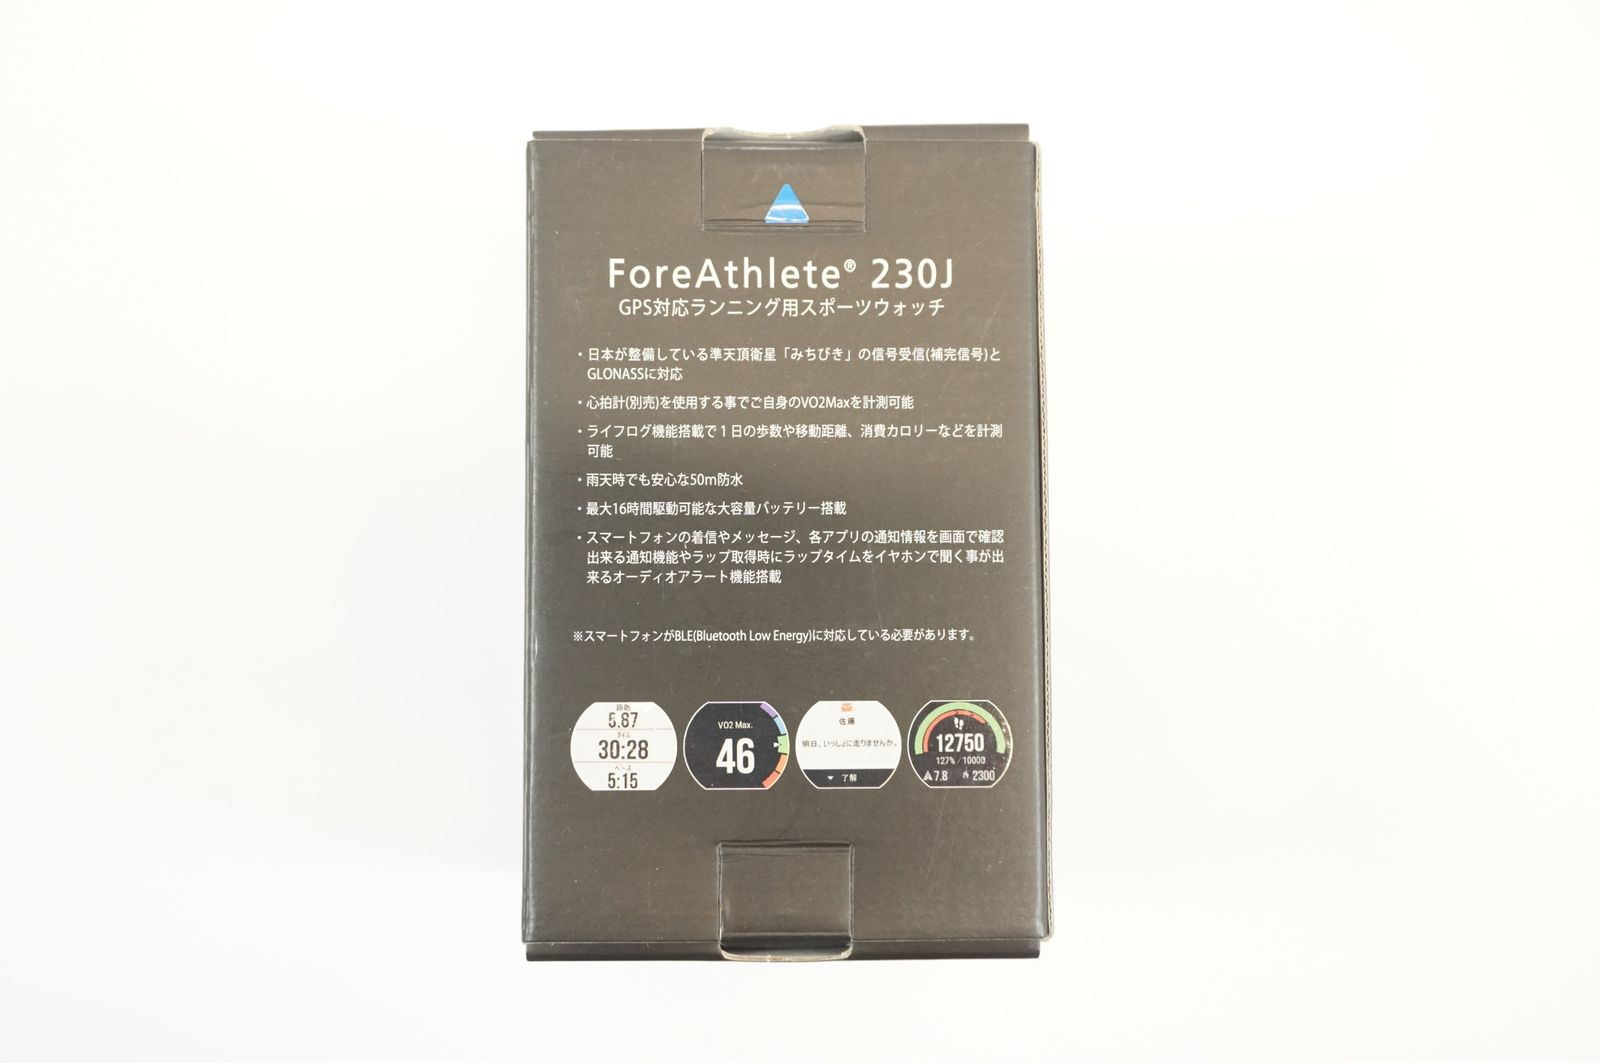 ForeAthlete® 230J
GPS対応ランニング用スポーツウォッチ
・日本が整備している準天頂衛星「みちびき」の信号受信(補完信号)と
GLONASSに対応
・心拍計(別売)を使用する事でご自身のVO2Maxを計測可能
・ライフログ機能搭載で1日の歩数や移動距離、消費カロリーなどを計測
可能
・雨天時でも安心な50m防水
・最大16時間駆動可能な大容量バッテリー搭載
・スマートフォンの着信やメッセージ、各アプリの通知情報を画面で確認
出来る通知機能やラップ取得時にラップタイムをイヤホンで聞く事が出
来るオーディオアラート機能搭載
※スマートフォンがBLE(Bluetooth Low Energy)に対応している必要があります。
距離
5.87
タイム
30:28
ペース
5:15
VO2 Max.
46
佐藤
明日、いっしょに走りませんか。
了解
12750
127% / 10000
7.8 2300